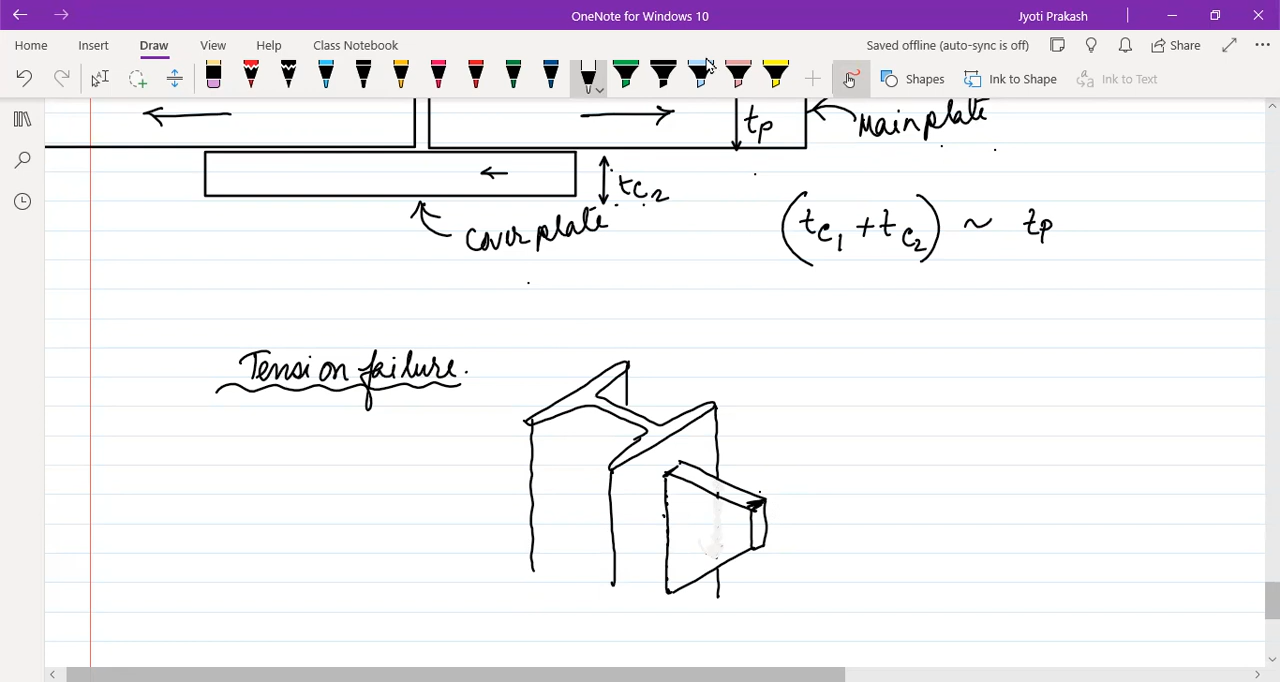 OneNote for Windows 10
Jyoti Prakash
Home Insert Draw View Help Class Notebook
Saved offline (auto-sync is off) Share
Shapes Ink to Shape Ink to Text
tp
Main plate
tc2
Cover plate
(tc1 + tc2) ~ tp
Tension failure.